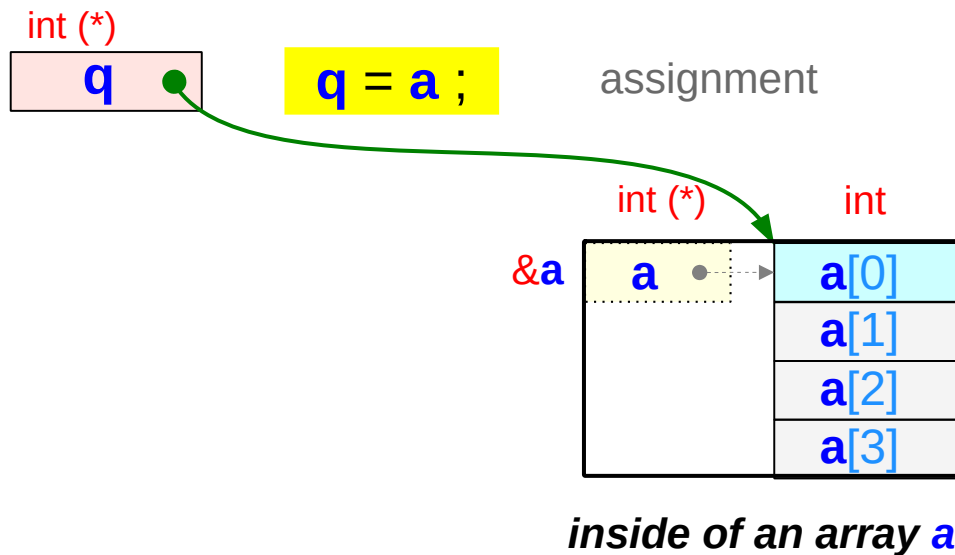 int (*)
q
q = a ;
assignment
int (*)
int
&a
a
a[0]
a[1]
a[2]
a[3]
inside of an array a